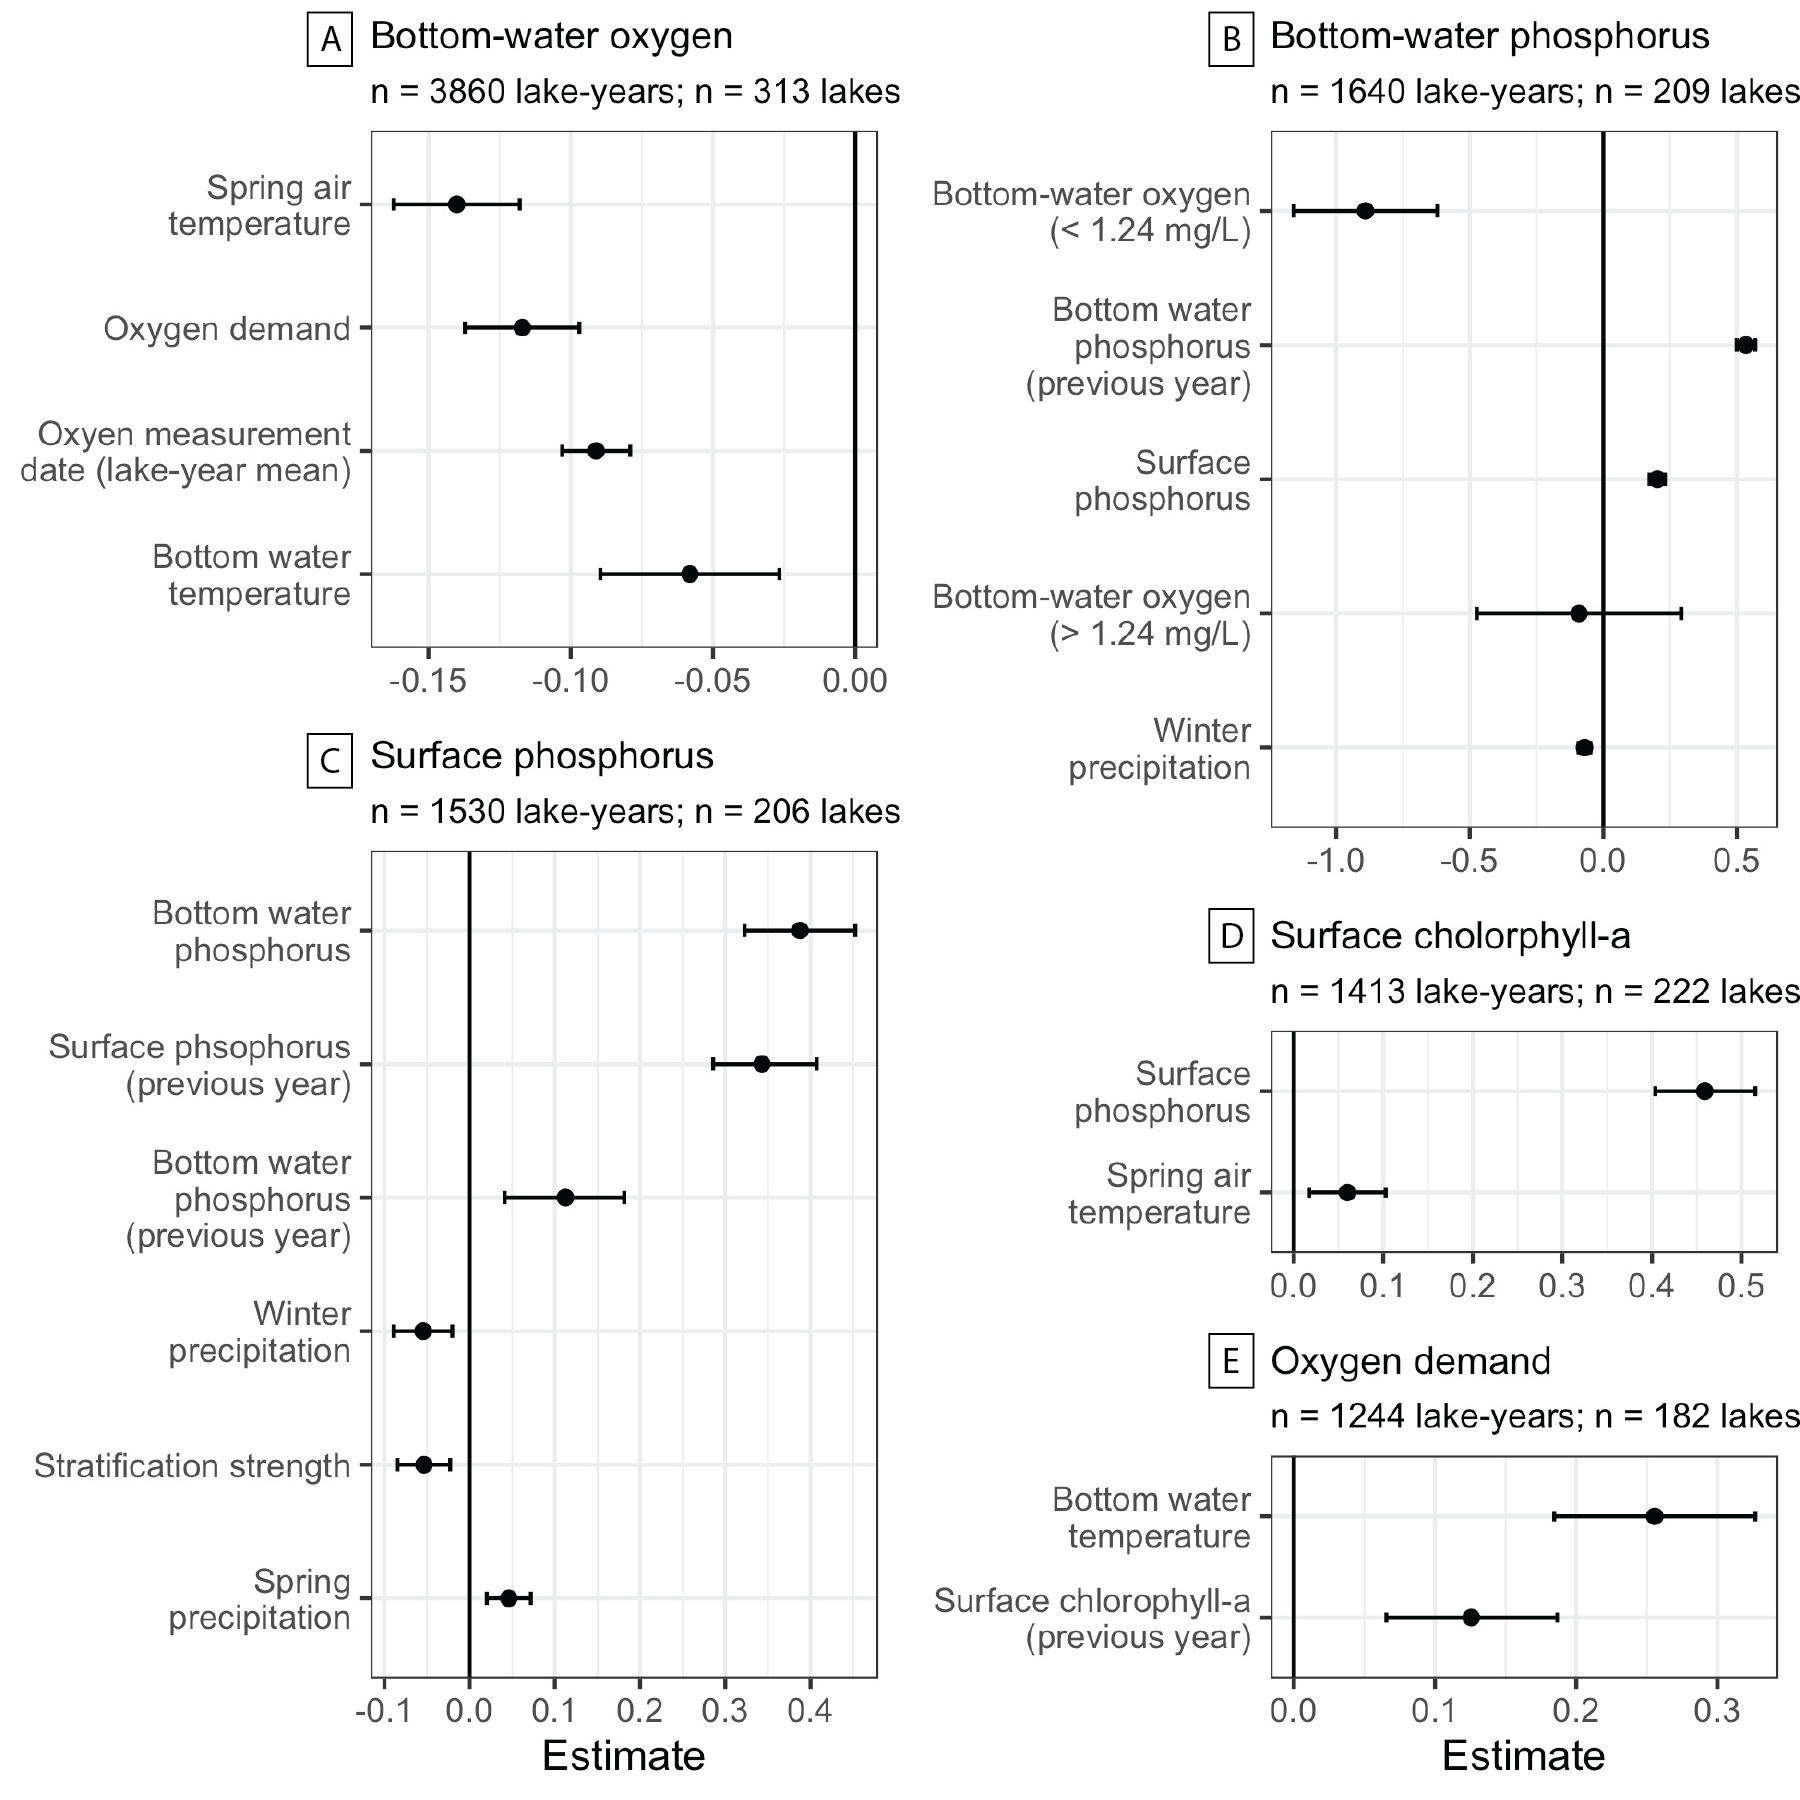 A Bottom-water oxygen
n = 3860 lake-years; n = 313 lakes
Spring air
temperature
Oxygen demand
Oxyen measurement
date (lake-year mean)
Bottom water
temperature
-0.15 -0.10 -0.05 0.00
B Bottom-water phosphorus
n = 1640 lake-years; n = 209 lakes
Bottom-water oxygen
(< 1.24 mg/L)
Bottom water
phosphorus
(previous year)
Surface
phosphorus
Bottom-water oxygen
(> 1.24 mg/L)
Winter
precipitation
-1.0 -0.5 0.0 0.5
C Surface phosphorus
n = 1530 lake-years; n = 206 lakes
Bottom water
phosphorus
Surface phsophorus
(previous year)
Bottom water
phosphorus
(previous year)
Winter
precipitation
Stratification strength
Spring
precipitation
-0.1 0.0 0.1 0.2 0.3 0.4
Estimate
D Surface cholorphyll-a
n = 1413 lake-years; n = 222 lakes
Surface
phosphorus
Spring air
temperature
0.0 0.1 0.2 0.3 0.4 0.5
E Oxygen demand
n = 1244 lake-years; n = 182 lakes
Bottom water
temperature
Surface chlorophyll-a
(previous year)
0.0 0.1 0.2 0.3
Estimate